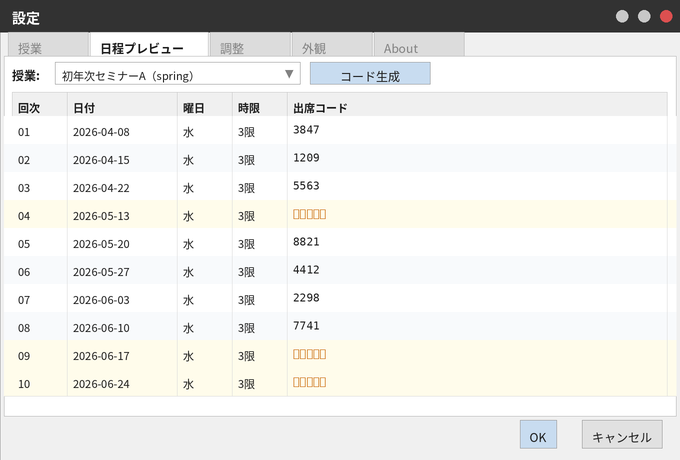 設定
授業 日程プレビュー 調整 外観 About
授業: 初年次セミナーA（spring） コード生成
回次 日付 曜日 時限 出席コード
01 2026-04-08 水 3限 3847
02 2026-04-15 水 3限 1209
03 2026-04-22 水 3限 5563
04 2026-05-13 水 3限
05 2026-05-20 水 3限 8821
06 2026-05-27 水 3限 4412
07 2026-06-03 水 3限 2298
08 2026-06-10 水 3限 7741
09 2026-06-17 水 3限
10 2026-06-24 水 3限
OK キャンセル